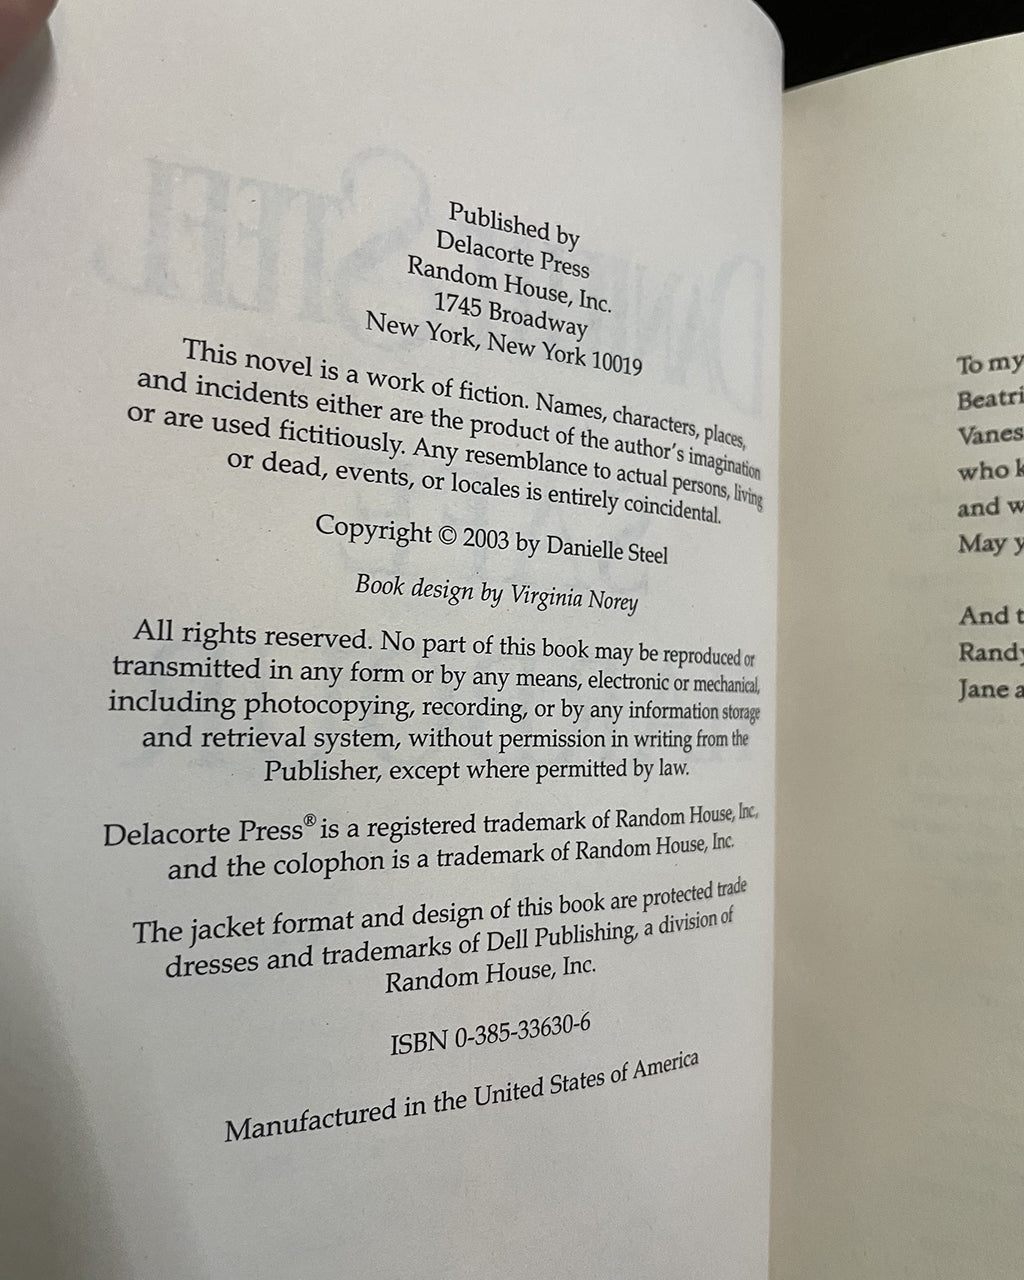 Published by
Delacorte Press
Random House, Inc.
1745 Broadway
New York, New York 10019
This novel is a work of fiction. Names, characters, places,
and incidents either are the product of the author's imagination
or are used fictitiously. Any resemblance to actual persons, living
or dead, events, or locales is entirely coincidental.
Copyright © 2003 by Danielle Steel
Book design by Virginia Norey
All rights reserved. No part of this book may be reproduced or
transmitted in any form or by any means, electronic or mechanical,
including photocopying, recording, or by any information storage
and retrieval system, without permission in writing from the
Publisher, except where permitted by law.
Delacorte Press® is a registered trademark of Random House, Inc.,
and the colophon is a trademark of Random House, Inc.
The jacket format and design of this book are protected trade
dresses and trademarks of Dell Publishing, a division of
Random House, Inc.
ISBN 0-385-33630-6
Manufactured in the United States of America
To my
Beatri
Vanes
who k
and w
May y
And t
Randy
Jane a